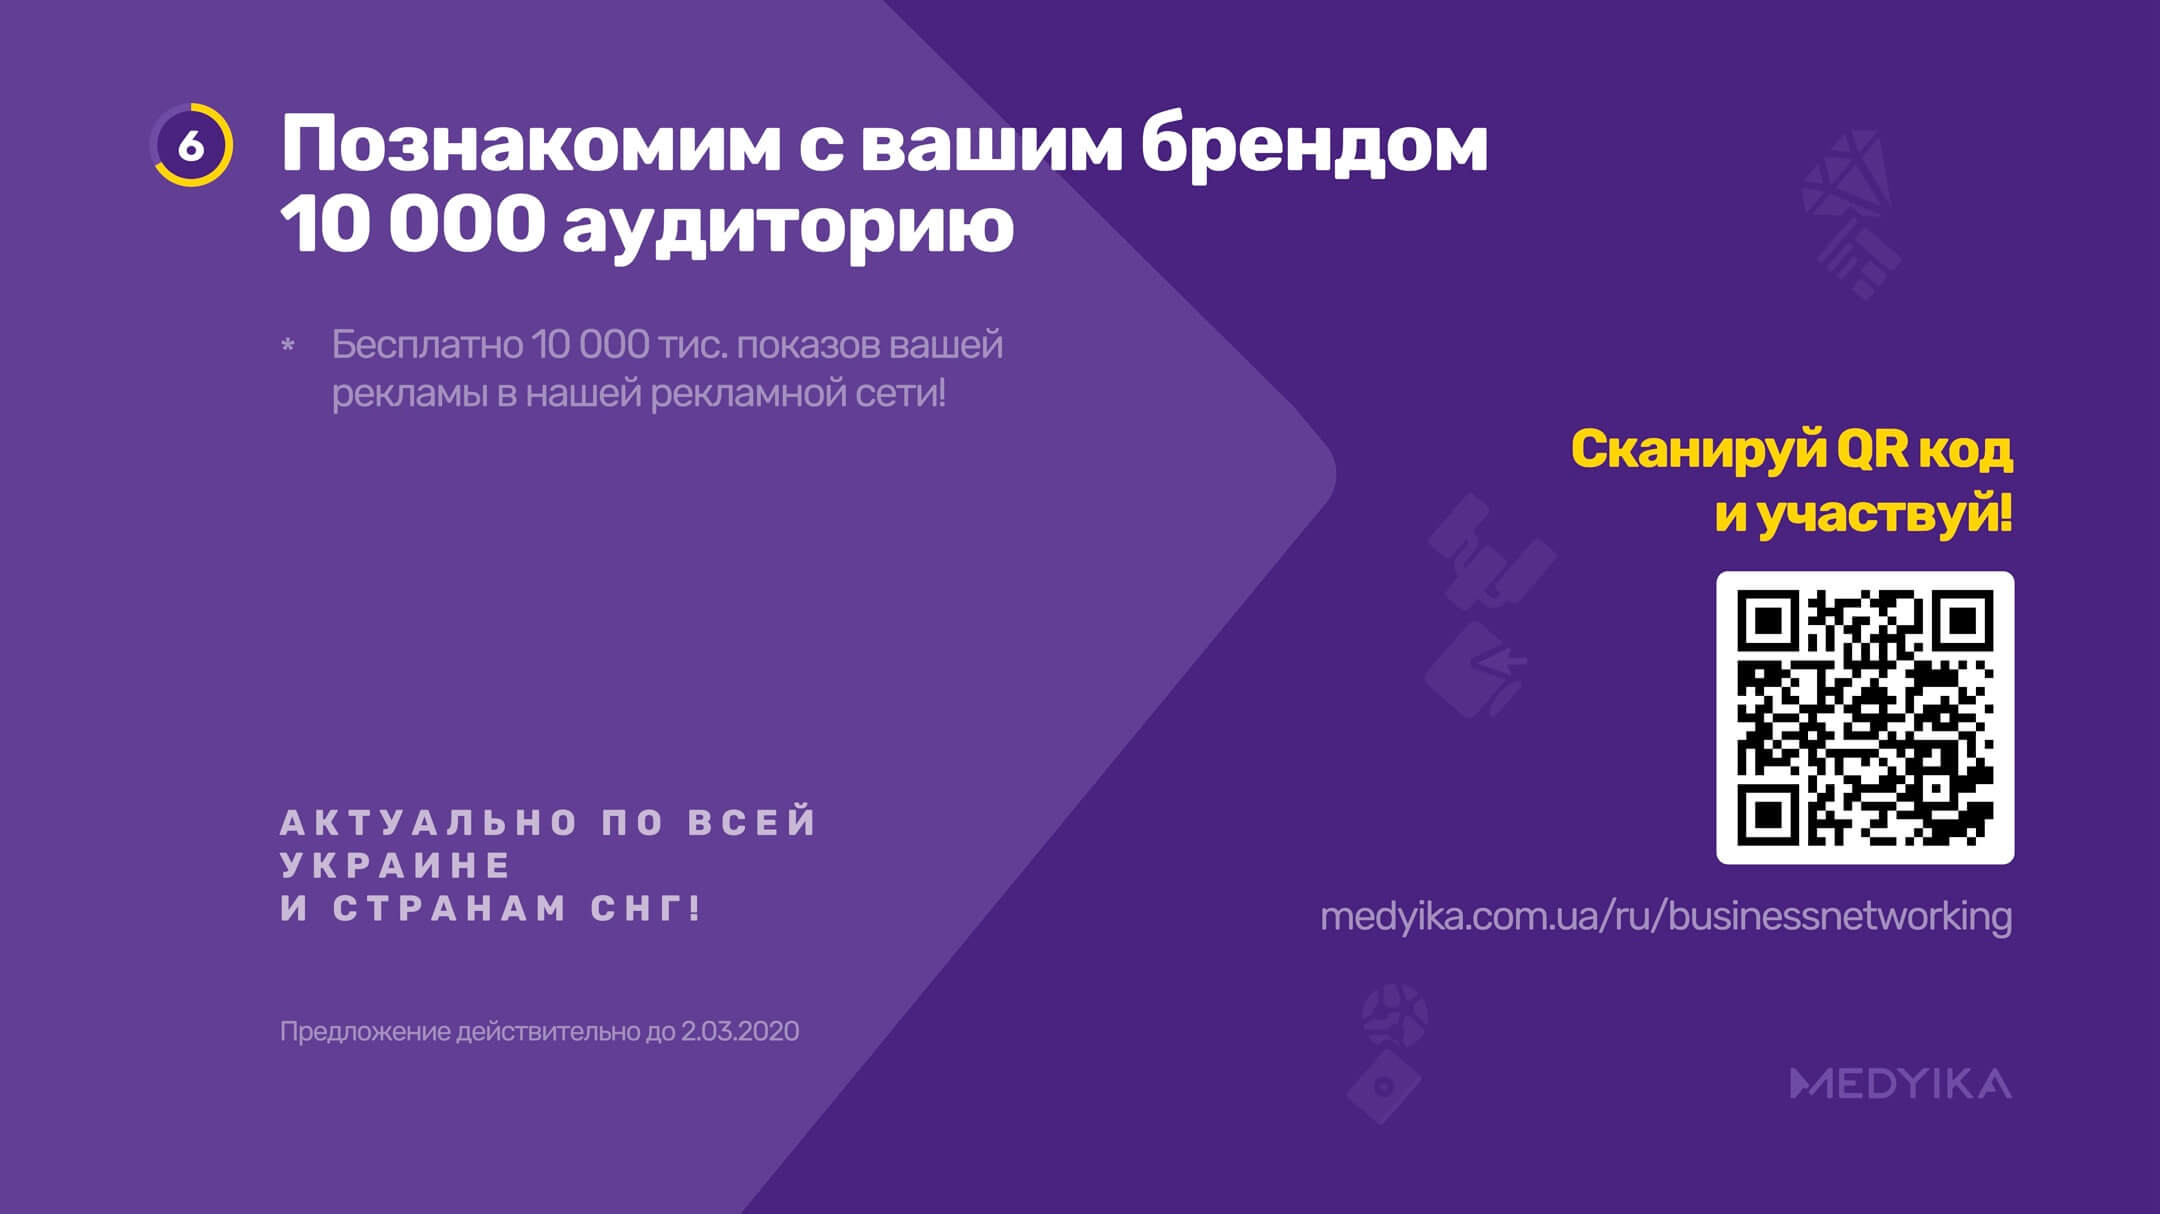 6
Познакомим с вашим брендом
10 000 аудиторию
* Бесплатно 10 000 тис. показов вашей
рекламы в нашей рекламной сети!
Сканируй QR код
и участвуй!
АКТУАЛЬНО ПО ВСЕЙ
УКРАИНЕ
И СТРАНАМ СНГ!
medyika.com.ua/ru/businessnetworking
Предложение действительно до 2.03.2020
MEDYIKA